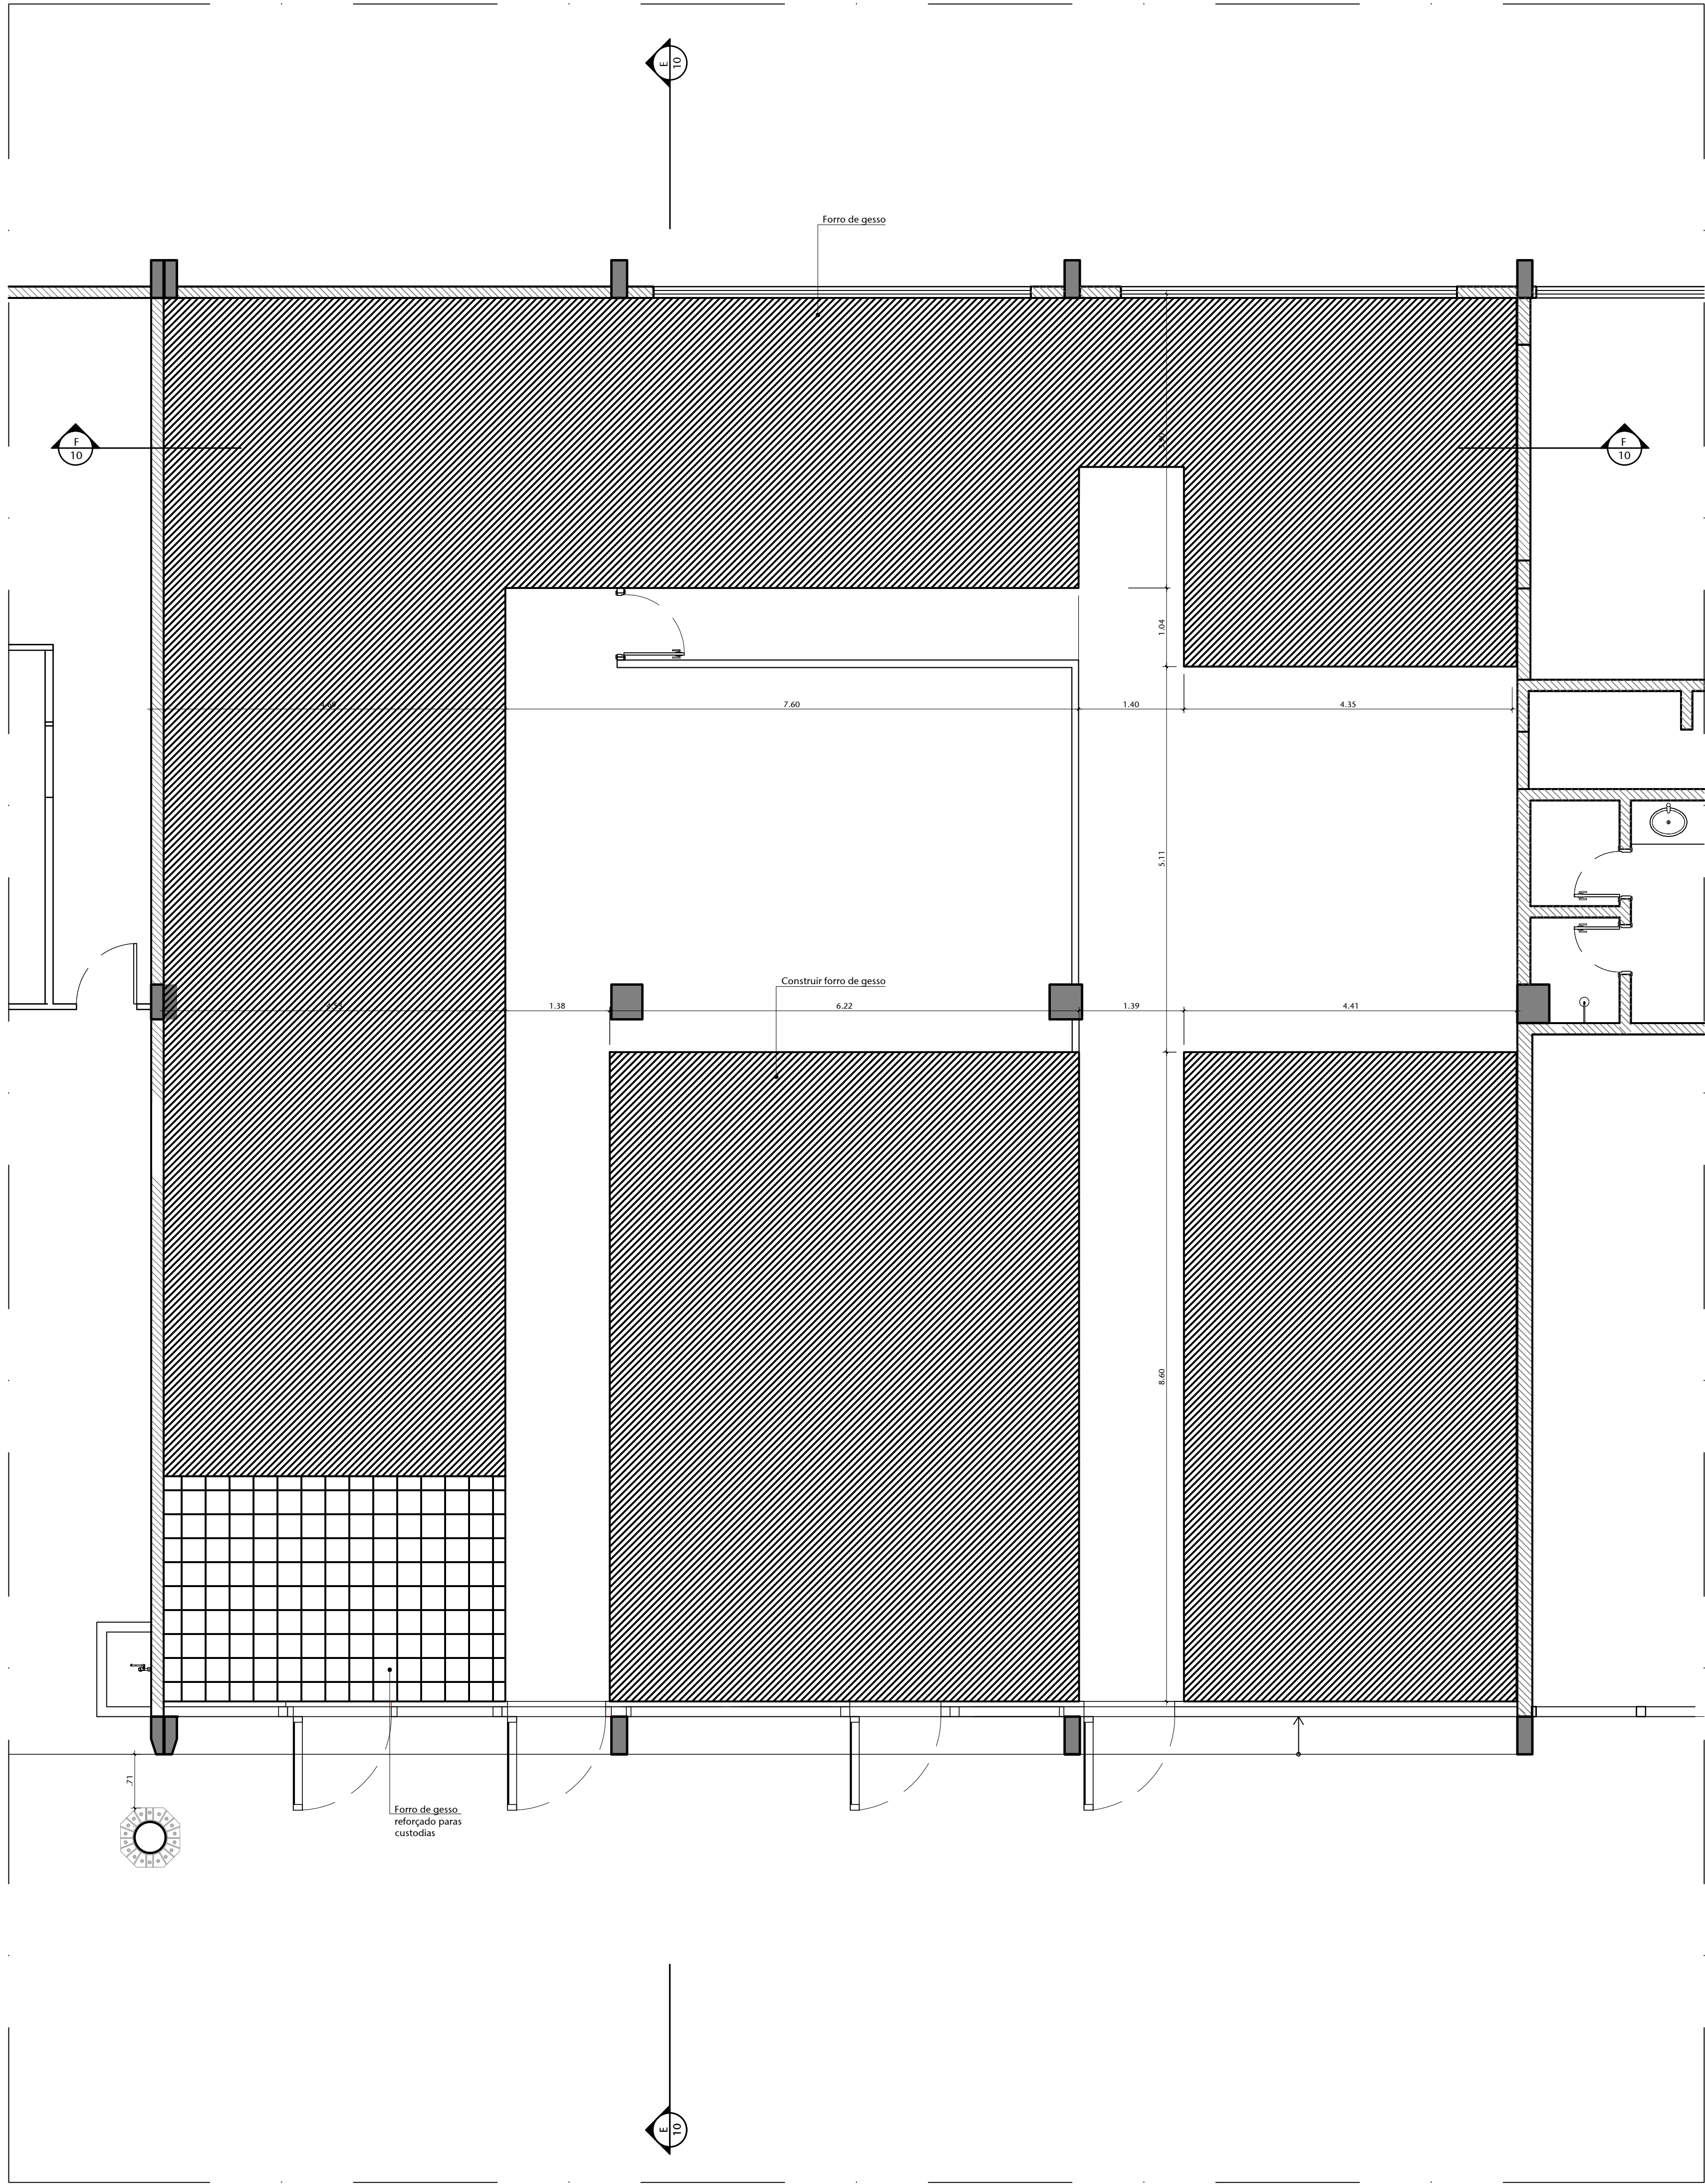 E
10
Forro de gesso
F
10
F
10
1.04
7.60
1.40
4.35
5.11
Construir forro de gesso
1.38
6.22
1.39
4.41
8.60
.71
Forro de gesso
reforçado paras
custodias
E
10